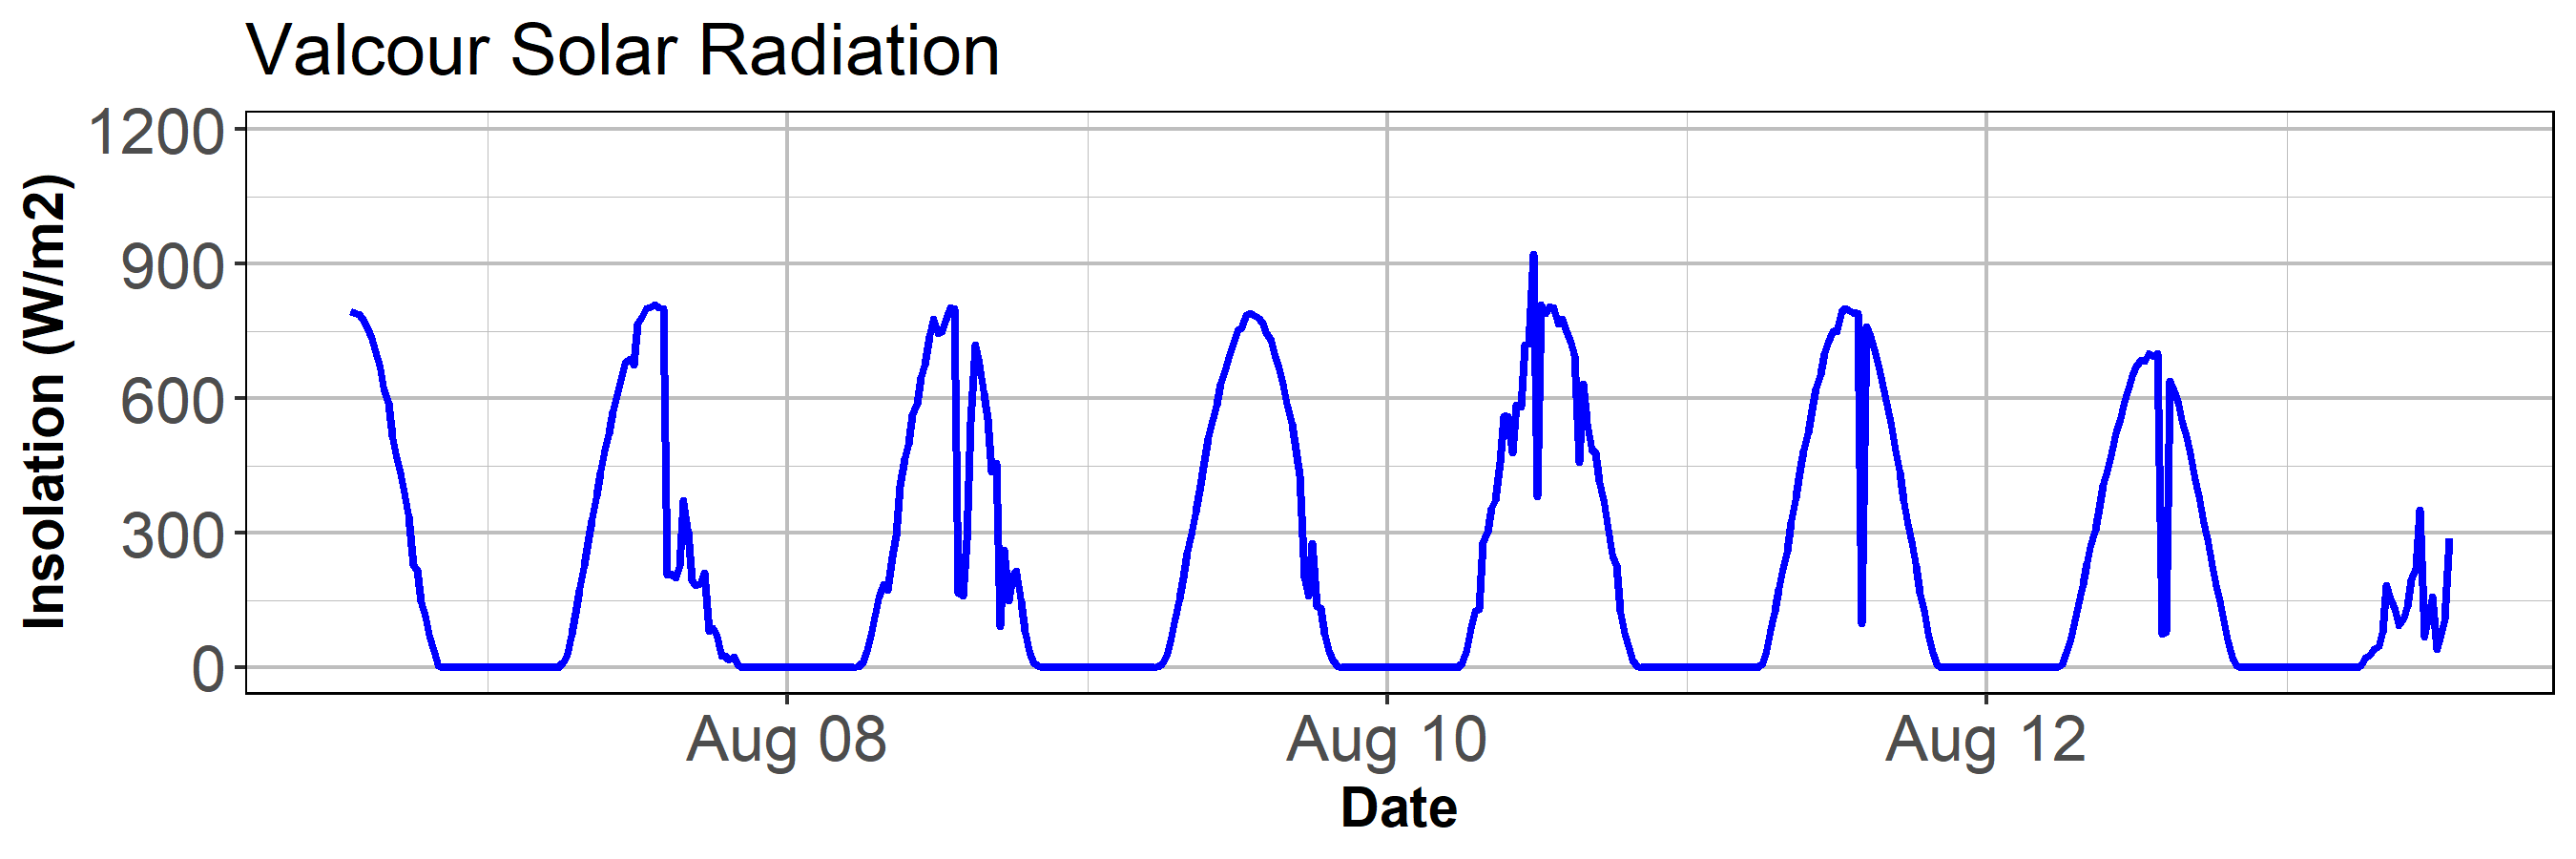 Valcour Solar Radiation
1200
900
600
300
0
Insolation (W/m2)
Aug 08 Aug 10 Aug 12
Date